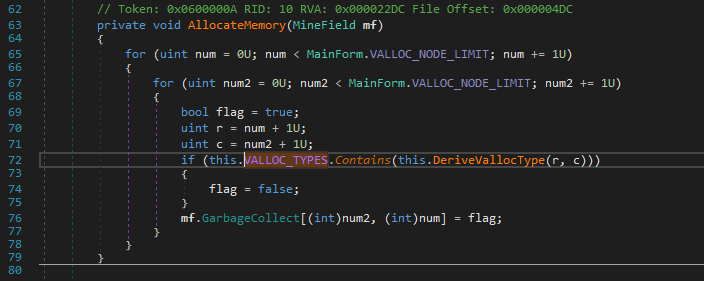 62 // Token: 0x0600000A RID: 10 RVA: 0x000022DC File Offset: 0x000004DC
63 private void AllocateMemory(MineField mf)
64 {
65 for (uint num = 0U; num < MainForm.VALLOC_NODE_LIMIT; num += 1U)
66 {
67 for (uint num2 = 0U; num2 < MainForm.VALLOC_NODE_LIMIT; num2 += 1U)
68 {
69 bool flag = true;
70 uint r = num + 1U;
71 uint c = num2 + 1U;
72 if (this.VALLOC_TYPES.Contains(this.DeriveVallocType(r, c)))
73 {
74 flag = false;
75 }
76 mf.GarbageCollect[(int)num2, (int)num] = flag;
77 }
78 }
79 }
80